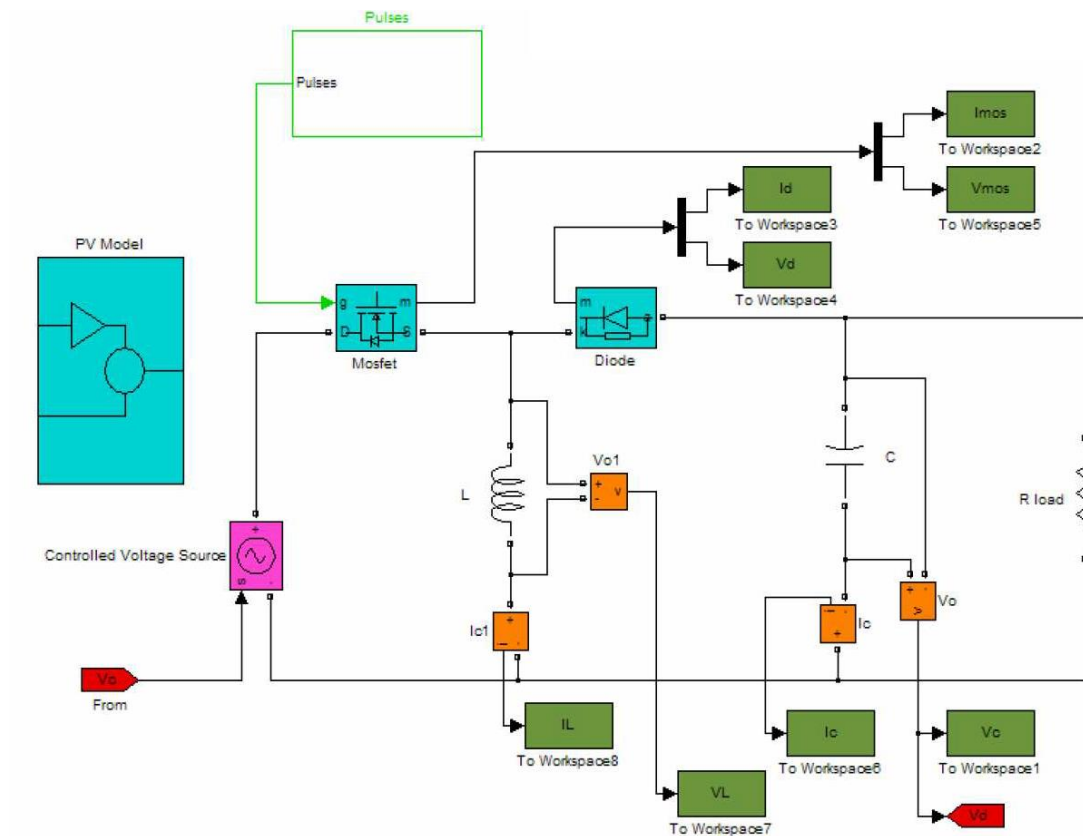 Pulses
Pulses
Imos
To Workspace2
Id
To Workspace3
Vmos
To Workspace5
PV Model
Vd
To Workspace4
g
m
D
S
Mosfet
m
k
a
Diode
Vo1
+
-
v
L
C
R load
+
s
-
Controlled Voltage Source
+
-
v
Vo
Ic1
+
i
-
i
-
+
Ic
Vo
From
IL
To Workspace8
Ic
To Workspace6
Vc
To Workspace1
VL
To Workspace7
Vd